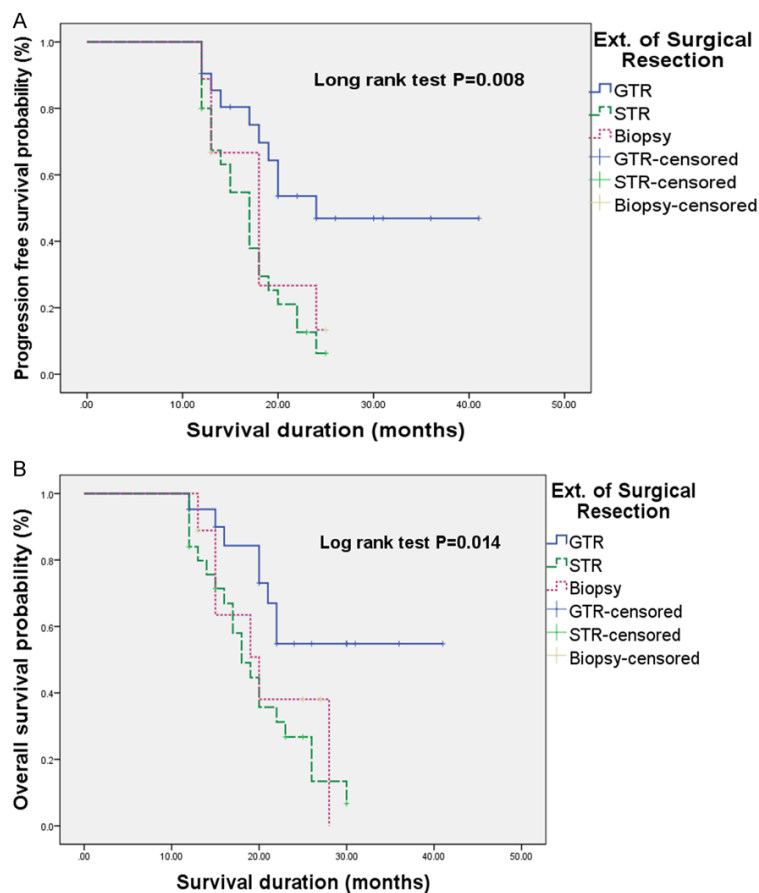 A
Long rank test P=0.008
Progression free survival probability (%)
1.0
0.8
0.6
0.4
0.2
0.0
.00 10.00 20.00 30.00 40.00 50.00
Survival duration (months)
Ext. of Surgical
Resection
GTR
STR
Biopsy
GTR-censored
STR-censored
Biopsy-censored
B
Log rank test P=0.014
Overall survival probability (%)
1.0
0.8
0.6
0.4
0.2
0.0
.00 10.00 20.00 30.00 40.00 50.00
Survival duration (months)
Ext. of Surgical
Resection
GTR
STR
Biopsy
GTR-censored
STR-censored
Biopsy-censored